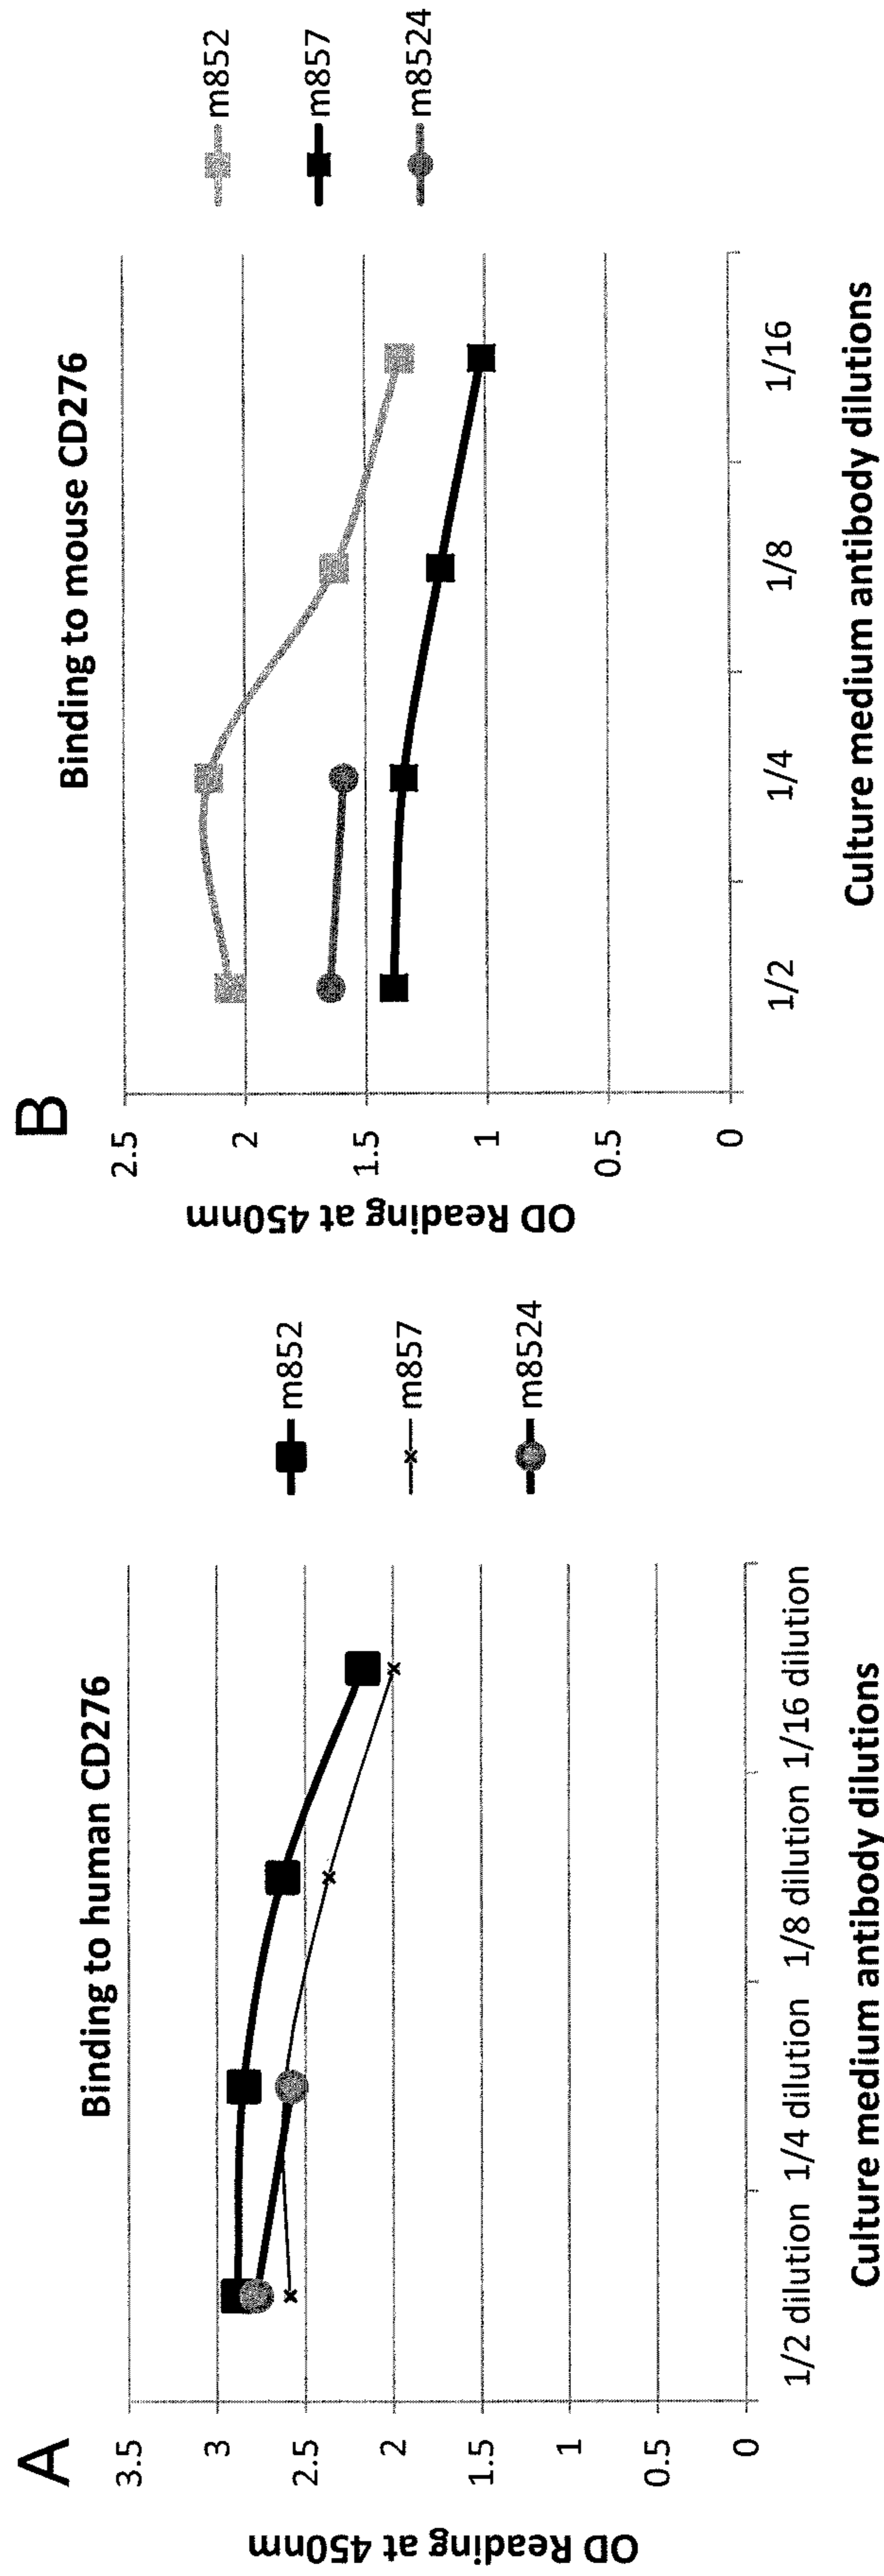 A
Binding to human CD276
OD Reading at 450nm
3.5
3
2.5
2
1.5
1
0.5
0
1/2 dilution 1/4 dilution 1/8 dilution 1/16 dilution
Culture medium antibody dilutions
m852
m857
m8524
B
Binding to mouse CD276
OD Reading at 450nm
2.5
2
1.5
1
0.5
0
1/2 1/4 1/8 1/16
Culture medium antibody dilutions
m852
m857
m8524